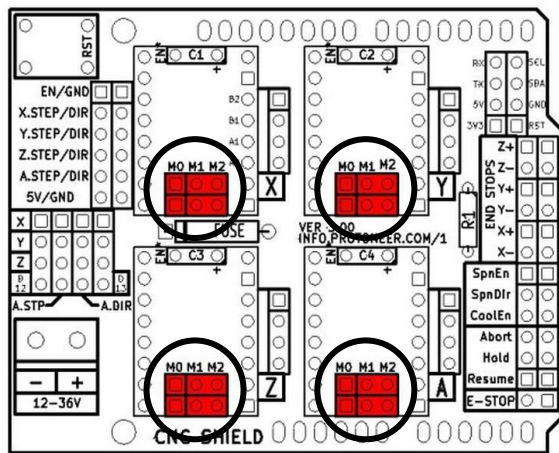 RST
EN/GND
X.STEP/DIR
Y.STEP/DIR
Z.STEP/DIR
A.STEP/DIR
5V/GND
X
Y
Z
D
12
D
13
A.STP
A.DIR
- +
12-36V
EN*
C1
+
B2
B1
A1
M0 M1 M2
X
EN*
C2
+
M0 M1 M2
Y
FUSE
VER 3.00
INFO.PROTONEER.COM/1
R1
EN*
C3
+
M0 M1 M2
Z
EN*
C4
+
M0 M1 M2
A
CNC SHIELD
RX SCL
TX SDA
5V GND
3V3 RST
END STOPS
Z+
Z-
Y+
Y-
X+
X-
SpnEn
SpnDir
CoolEn
Abort
Hold
Resume
E-STOP